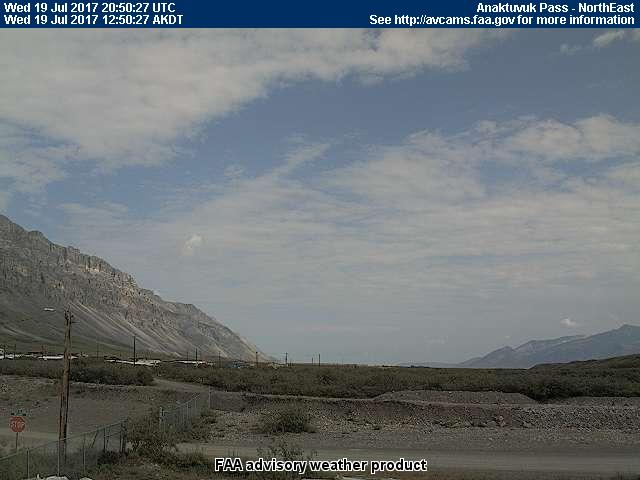 Wed 19 Jul 2017 20:50:27 UTC
Anaktuvuk Pass - NorthEast
Wed 19 Jul 2017 12:50:27 AKDT
See http://avcams.faa.gov for more information
STOP
FAA advisory weather product